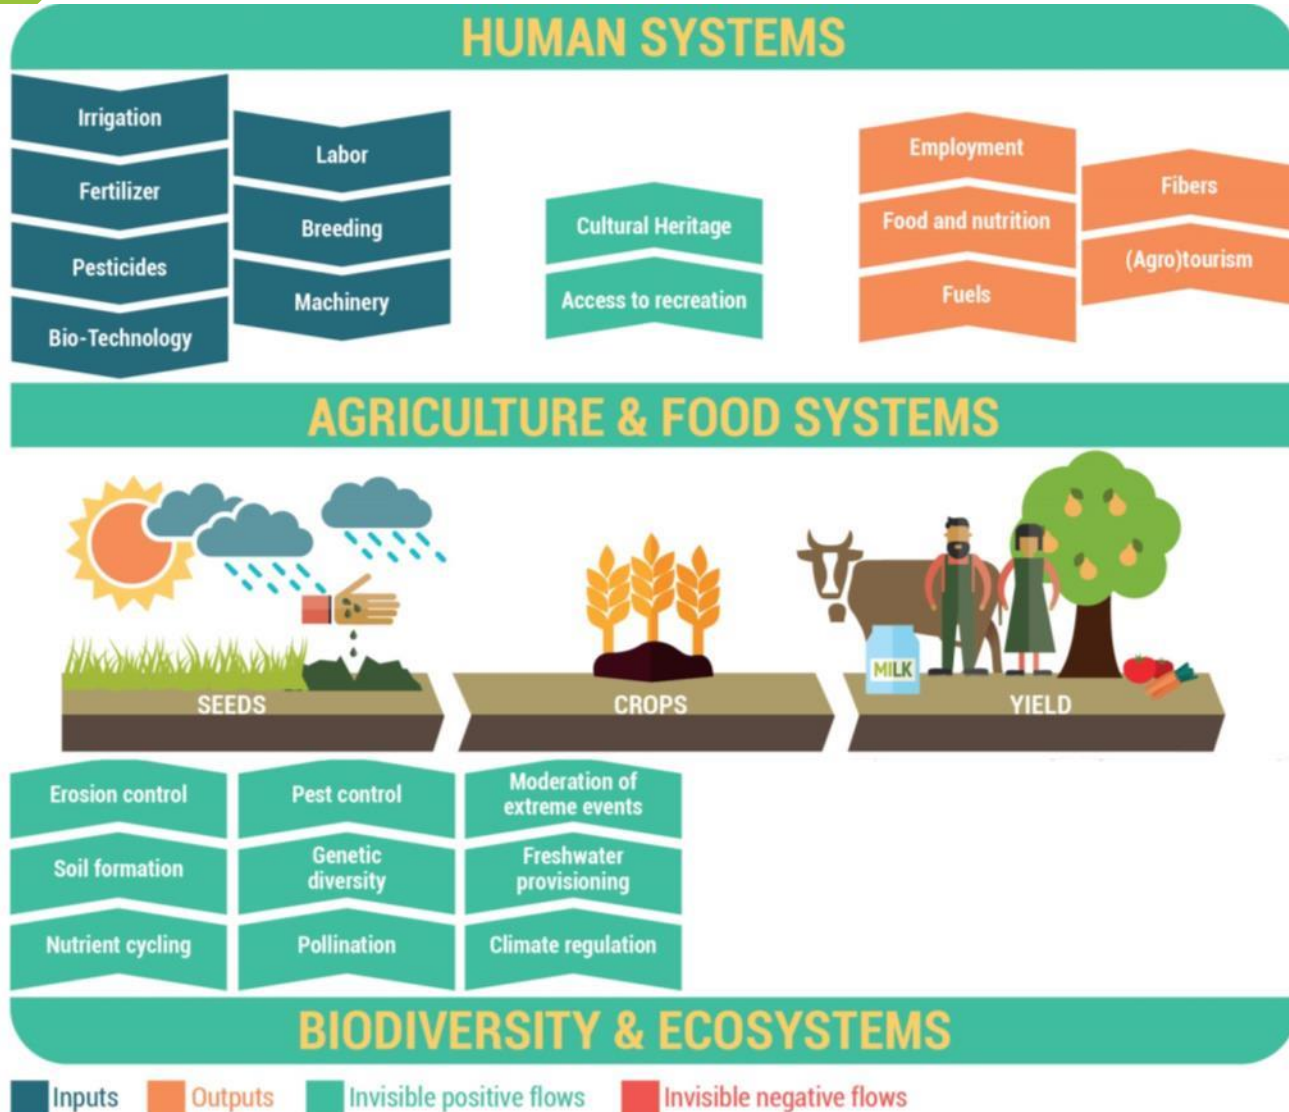 HUMAN SYSTEMS
Irrigation
Fertilizer
Pesticides
Bio-Technology
Labor
Breeding
Machinery
Cultural Heritage
Access to recreation
Employment
Food and nutrition
Fuels
Fibers
(Agro)tourism
AGRICULTURE & FOOD SYSTEMS
MILK
SEEDS
CROPS
YIELD
Erosion control
Soil formation
Nutrient cycling
Pest control
Genetic
diversity
Pollination
Moderation of
extreme events
Freshwater
provisioning
Climate regulation
BIODIVERSITY & ECOSYSTEMS
Inputs
Outputs
Invisible positive flows
Invisible negative flows